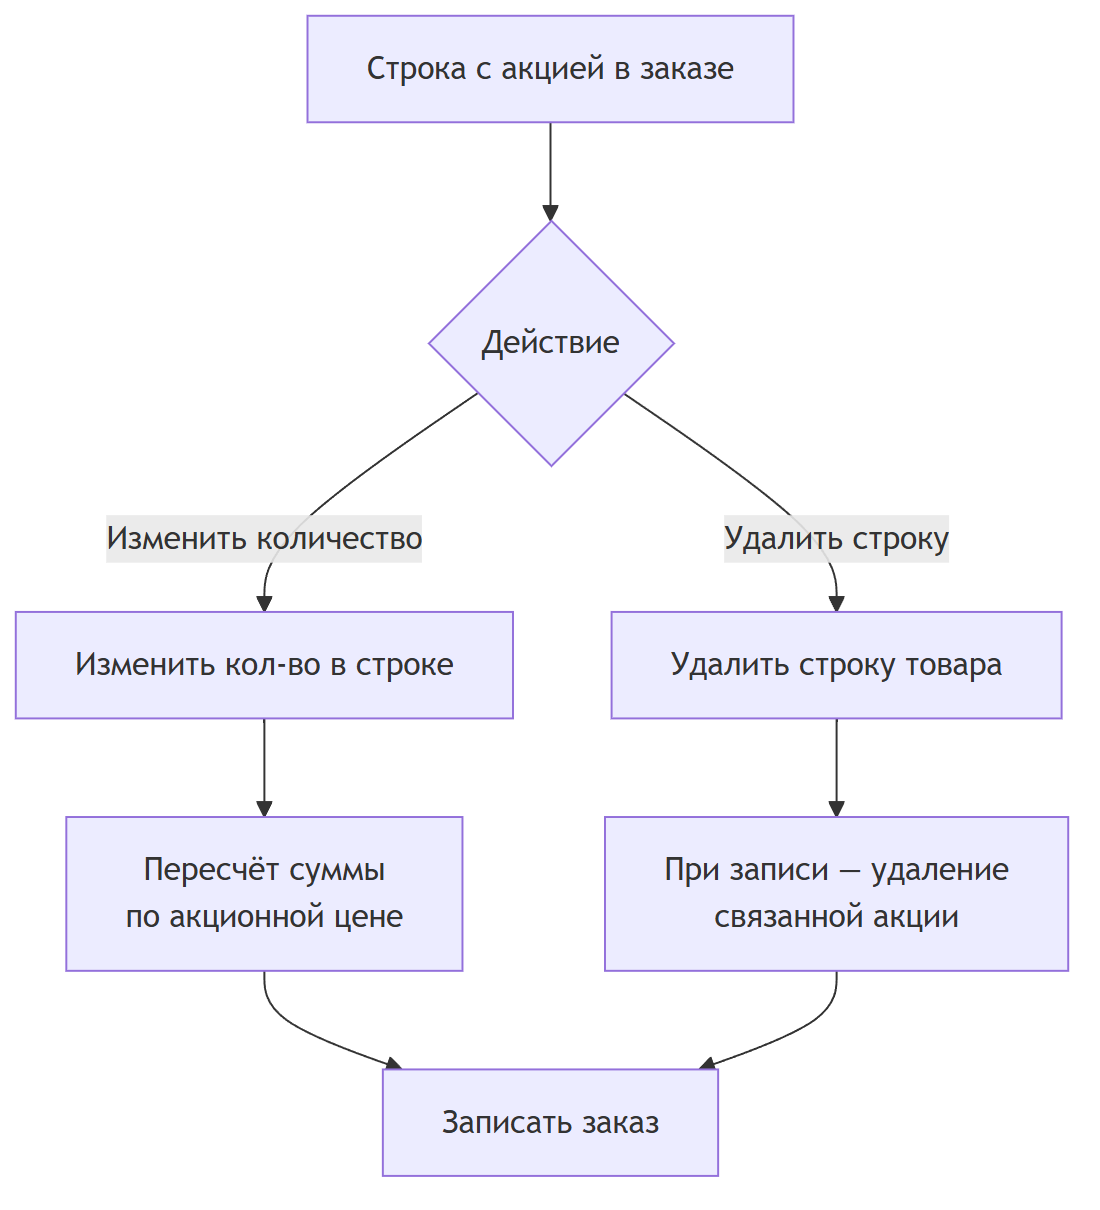 Строка с акцией в заказе
Действие
Изменить количество
Удалить строку
Изменить кол-во в строке
Удалить строку товара
Пересчёт суммы
по акционной цене
При записи — удаление
связанной акции
Записать заказ